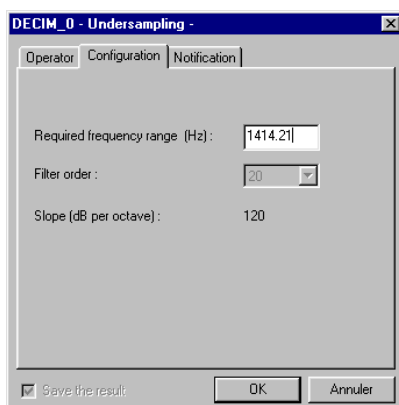 DECIM_0 - Undersampling -
Operator Configuration Notification
Required frequency range (Hz) : 1414.21
Filter order : 20
Slope (dB per octave) : 120
Save the result OK Annuler